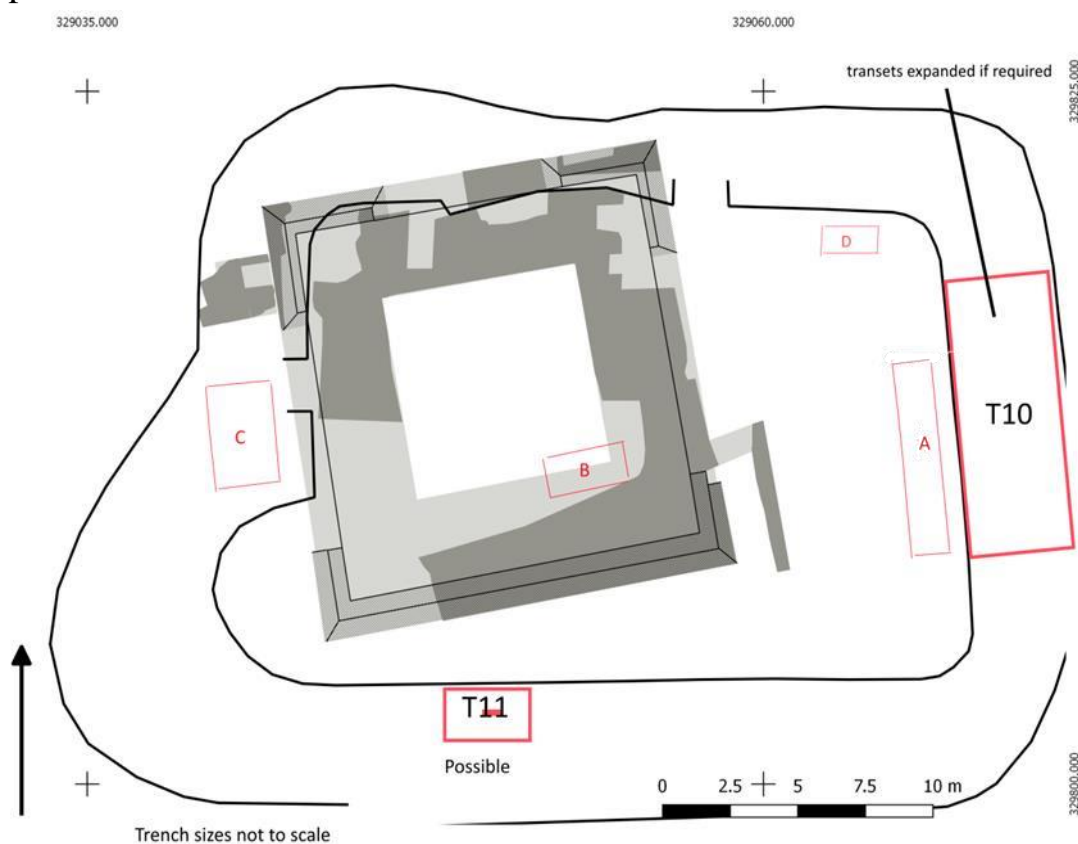 329035.000
329060.000
transets expanded if required
329825.000
D
T10
C
A
B
T11
Possible
0 2.5 5 7.5 10 m
329800.000
Trench sizes not to scale